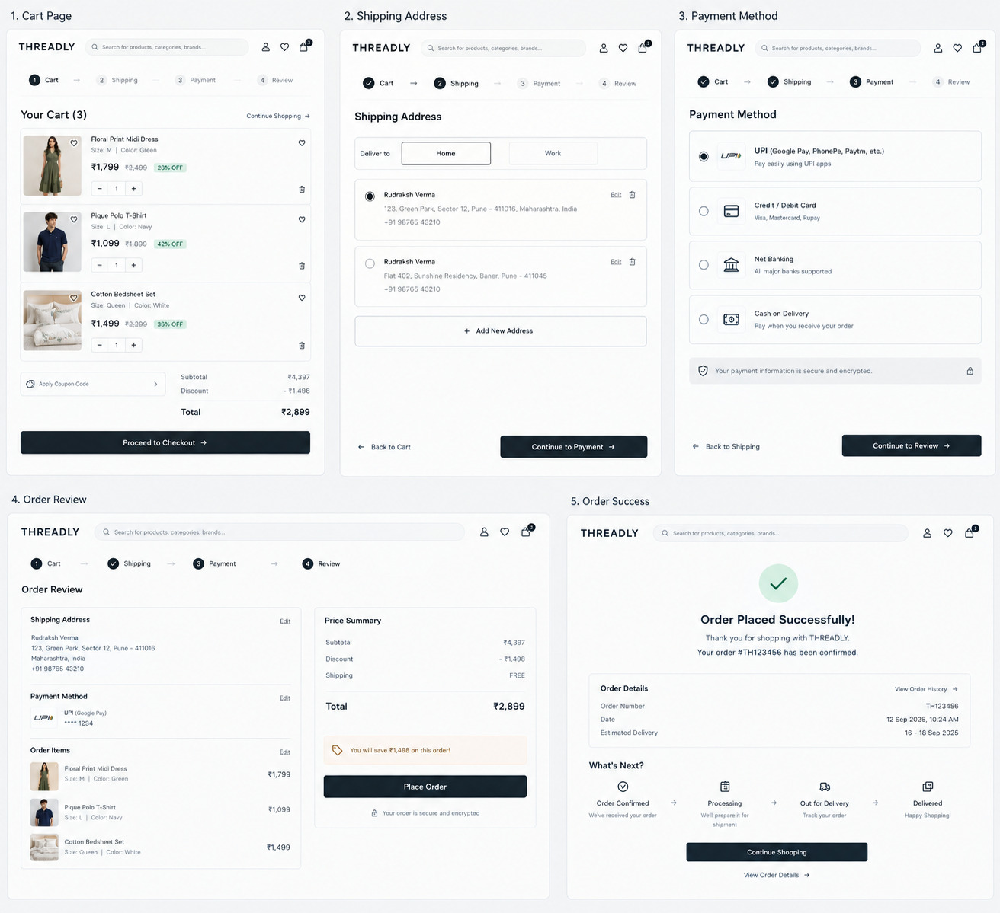 1. Cart Page
THREADLY
Search for products, categories, brands...
3
1 Cart → 2 Shipping → 3 Payment → 4 Review
Your Cart (3)
Continue Shopping →
Floral Print Midi Dress
Size: M | Color: Green
₹1,799 ₹2,499 28% OFF
− 1 +
Pique Polo T-Shirt
Size: L | Color: Navy
₹1,099 ₹1,899 42% OFF
− 1 +
Cotton Bedsheet Set
Size: Queen | Color: White
₹1,499 ₹2,299 35% OFF
− 1 +
Apply Coupon Code
Subtotal ₹4,397
Discount - ₹1,498
Total ₹2,899
Proceed to Checkout →
2. Shipping Address
THREADLY
Search for products, categories, brands...
3
Cart → 2 Shipping → 3 Payment → 4 Review
Shipping Address
Deliver to Home Work
Rudraksh Verma Edit
123, Green Park, Sector 12, Pune - 411016, Maharashtra, India
+91 98765 43210
Rudraksh Verma Edit
Flat 402, Sunshine Residency, Baner, Pune - 411045
+91 98765 43210
+ Add New Address
← Back to Cart
Continue to Payment →
3. Payment Method
THREADLY
Search for products, categories, brands...
3
Cart → Shipping → 3 Payment → 4 Review
Payment Method
UPI
UPI (Google Pay, PhonePe, Paytm, etc.)
Pay easily using UPI apps
Credit / Debit Card
Visa, Mastercard, Rupay
Net Banking
All major banks supported
Cash on Delivery
Pay when you receive your order
Your payment information is secure and encrypted.
← Back to Shipping
Continue to Review →
4. Order Review
THREADLY
Search for products, categories, brands...
3
1 Cart → Shipping → 3 Payment → 4 Review
Order Review
Shipping Address Edit
Rudraksh Verma
123, Green Park, Sector 12, Pune - 411016
Maharashtra, India
+91 98765 43210
Payment Method Edit
UPI
UPI (Google Pay)
**** 1234
Order Items Edit
Floral Print Midi Dress
Size: M | Color: Green
₹1,799
Pique Polo T-Shirt
Size: L | Color: Navy
₹1,099
Cotton Bedsheet Set
Size: Queen | Color: White
₹1,499
Price Summary
Subtotal ₹4,397
Discount - ₹1,498
Shipping FREE
Total ₹2,899
You will save ₹1,498 on this order!
Place Order
Your order is secure and encrypted
5. Order Success
THREADLY
Search for products, categories, brands...
3
Order Placed Successfully!
Thank you for shopping with THREADLY.
Your order #TH123456 has been confirmed.
Order Details
View Order History →
Order Number TH123456
Date 12 Sep 2025, 10:24 AM
Estimated Delivery 16 - 18 Sep 2025
What's Next?
Order Confirmed → Processing → Out for Delivery → Delivered
We've received your order
We'll prepare it for
shipment
Track your order
Happy Shopping!
Continue Shopping
View Order Details →